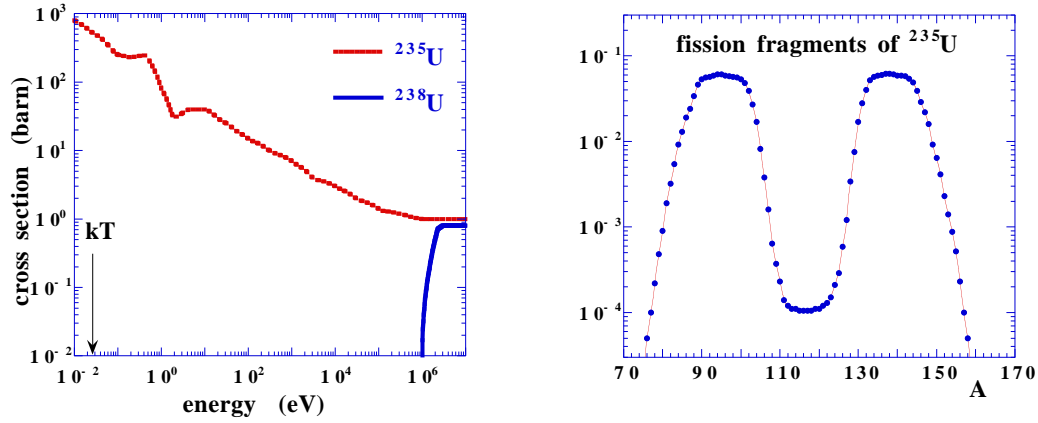 10³
10²
10¹
10⁰
10⁻¹
10⁻²
cross section (barn)
²³⁵U
²³⁸U
kT
10⁻² 10⁰ 10² 10⁴ 10⁶
energy (eV)
fission fragments of ²³⁵U
10⁻¹
10⁻²
10⁻³
10⁻⁴
70 90 110 130 150 170
A